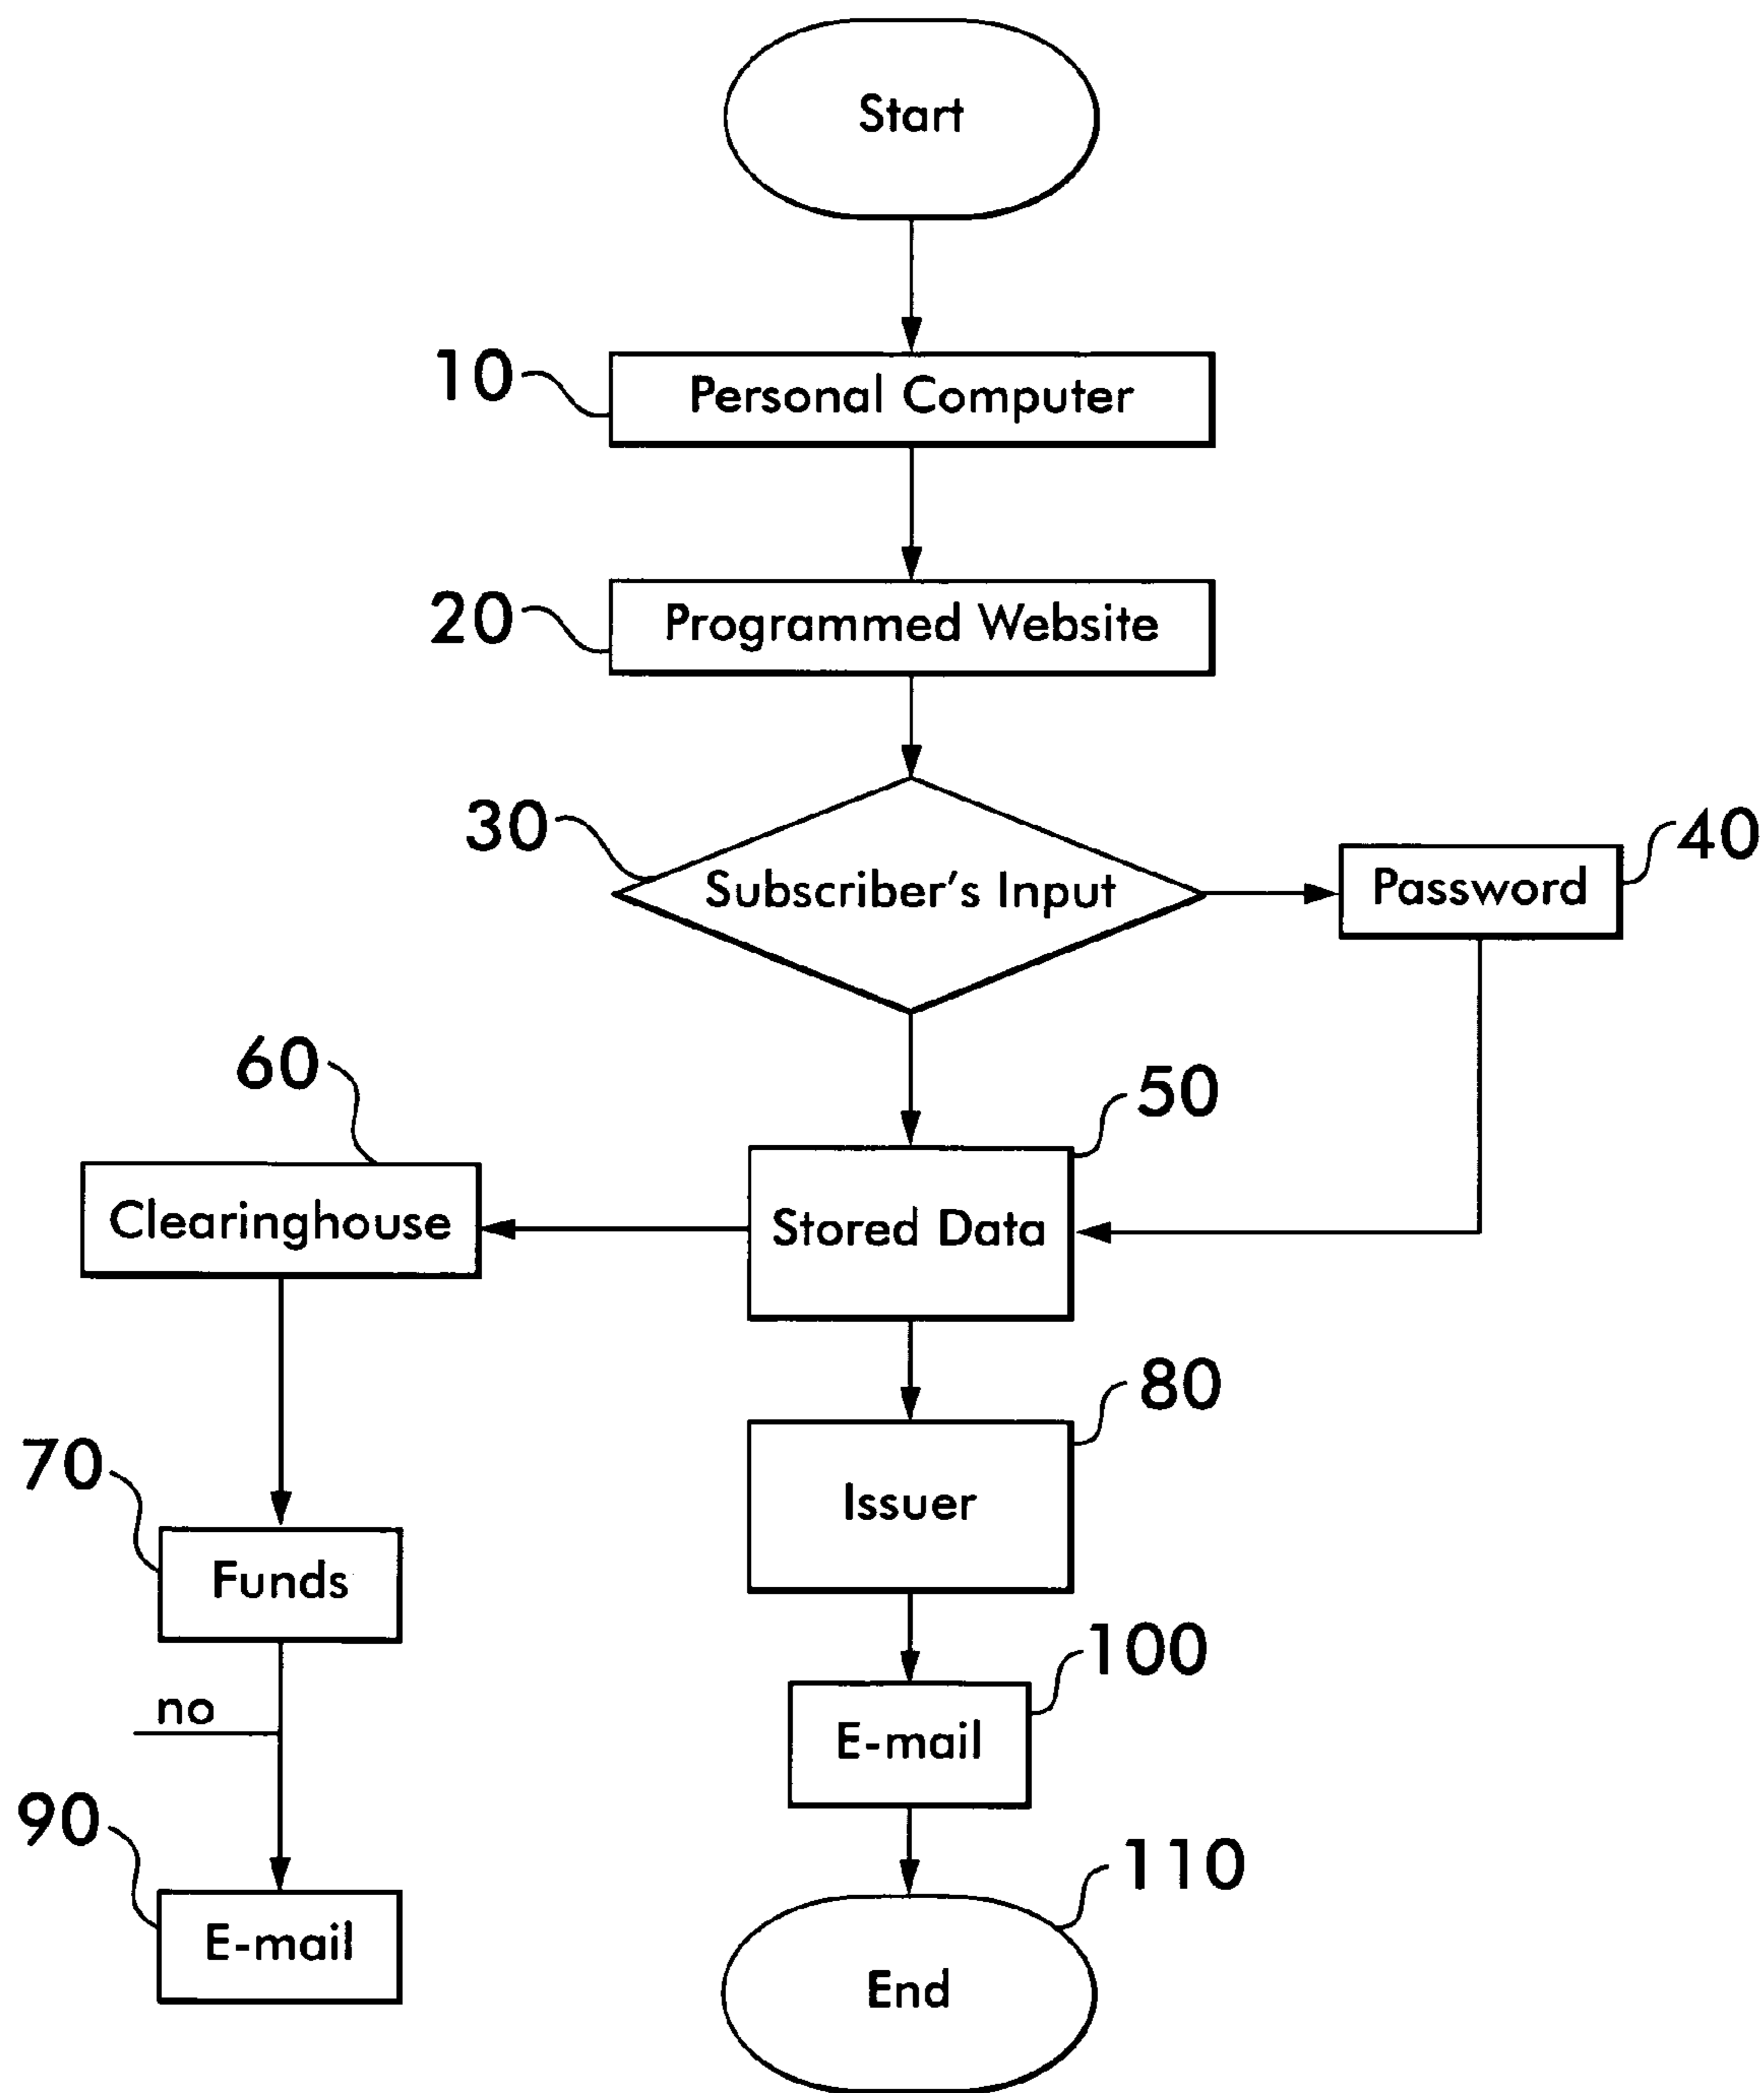 Start
10
Personal Computer
20
Programmed Website
30
Subscriber's Input
40
Password
60
Clearinghouse
50
Stored Data
80
Issuer
70
Funds
no
100
E-mail
90
E-mail
110
End